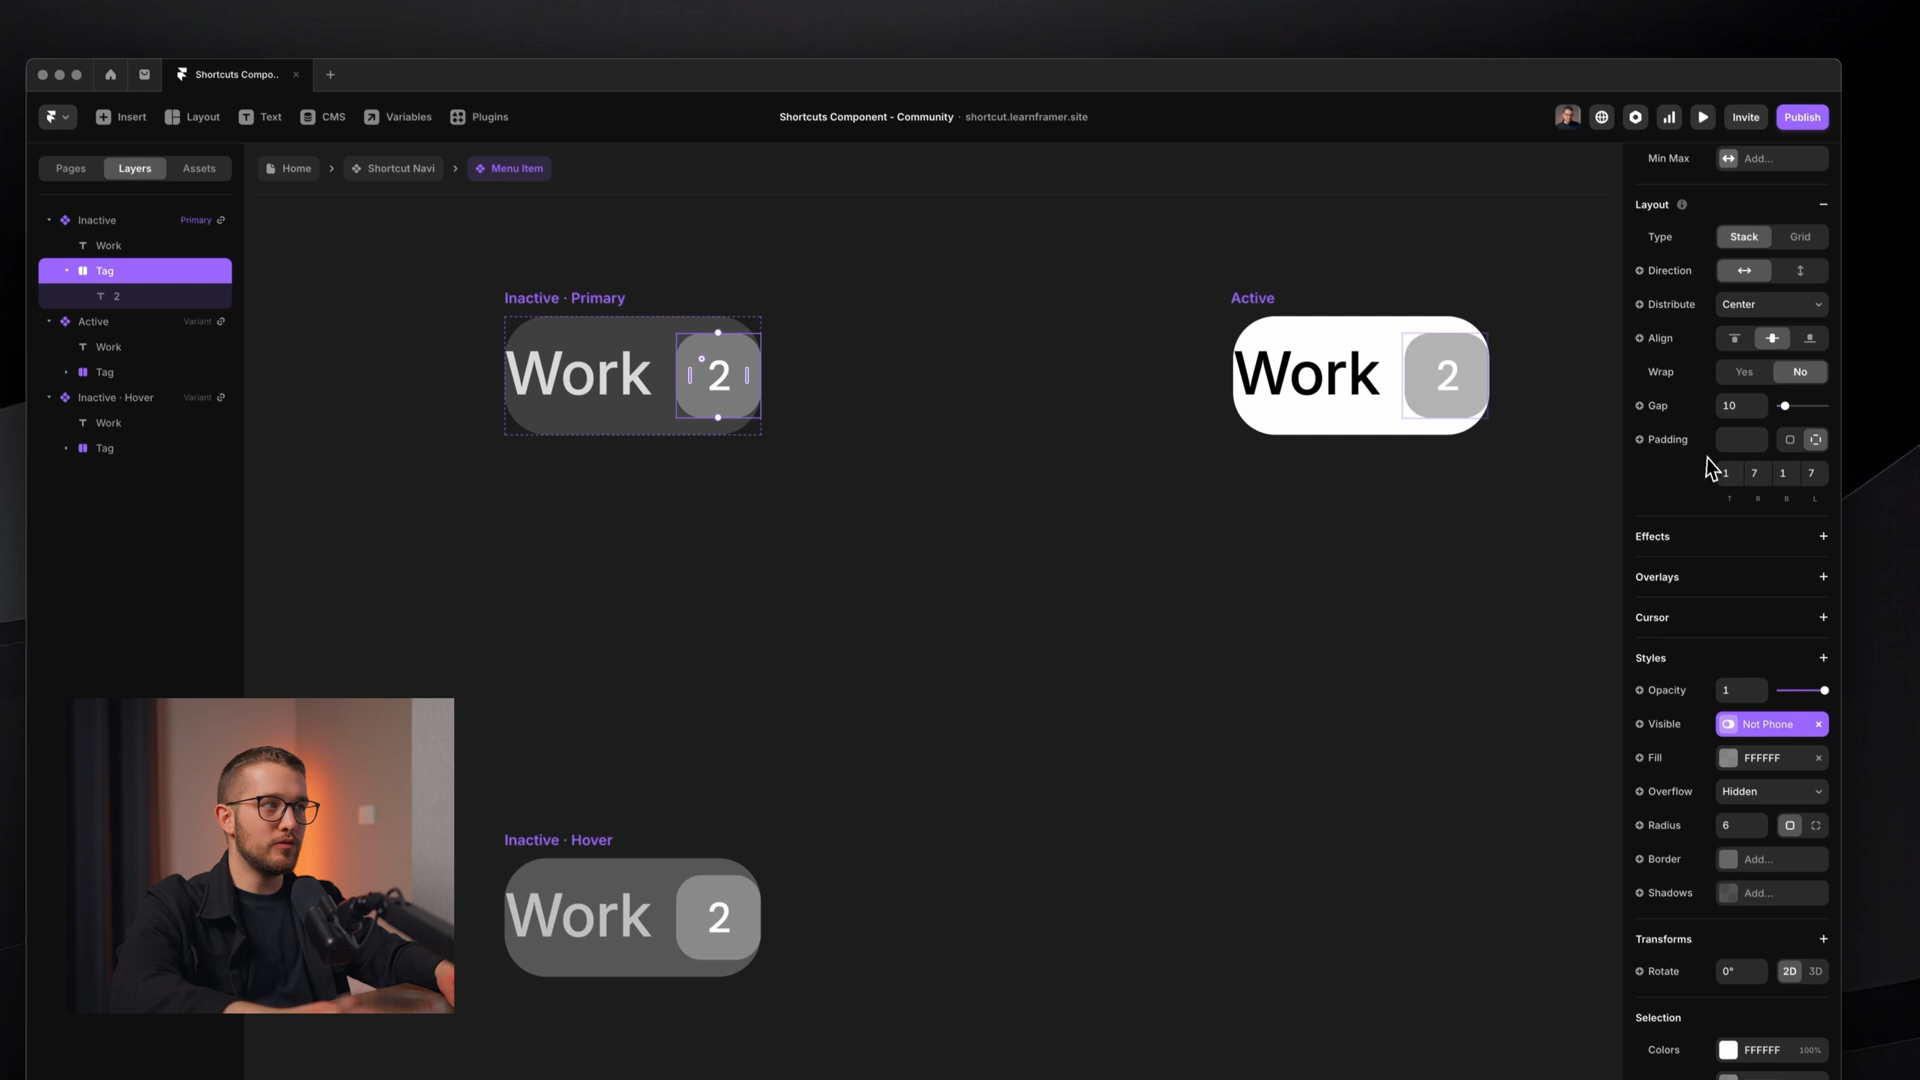 Shortcuts Compo..
Insert
Layout
Text
CMS
Variables
Plugins
Shortcuts Component - Community · shortcut.learnframer.site
Invite
Publish
Pages
Layers
Assets
Home
Shortcut Navi
Menu Item
Inactive
Primary
Work
Tag
2
Active
Variant
Work
Tag
Inactive · Hover
Variant
Work
Tag
Inactive · Primary
Work 2
Active
Work 2
Inactive · Hover
Work 2
Min Max
Add...
Layout
Type
Stack
Grid
Direction
Distribute
Center
Align
Wrap
Yes
No
Gap
10
Padding
1 7 1 7
T R B L
Effects
Overlays
Cursor
Styles
Opacity
1
Visible
Not Phone
Fill
FFFFFF
Overflow
Hidden
Radius
6
Border
Add...
Shadows
Add...
Transforms
Rotate
0°
2D
3D
Selection
Colors
FFFFFF
100%